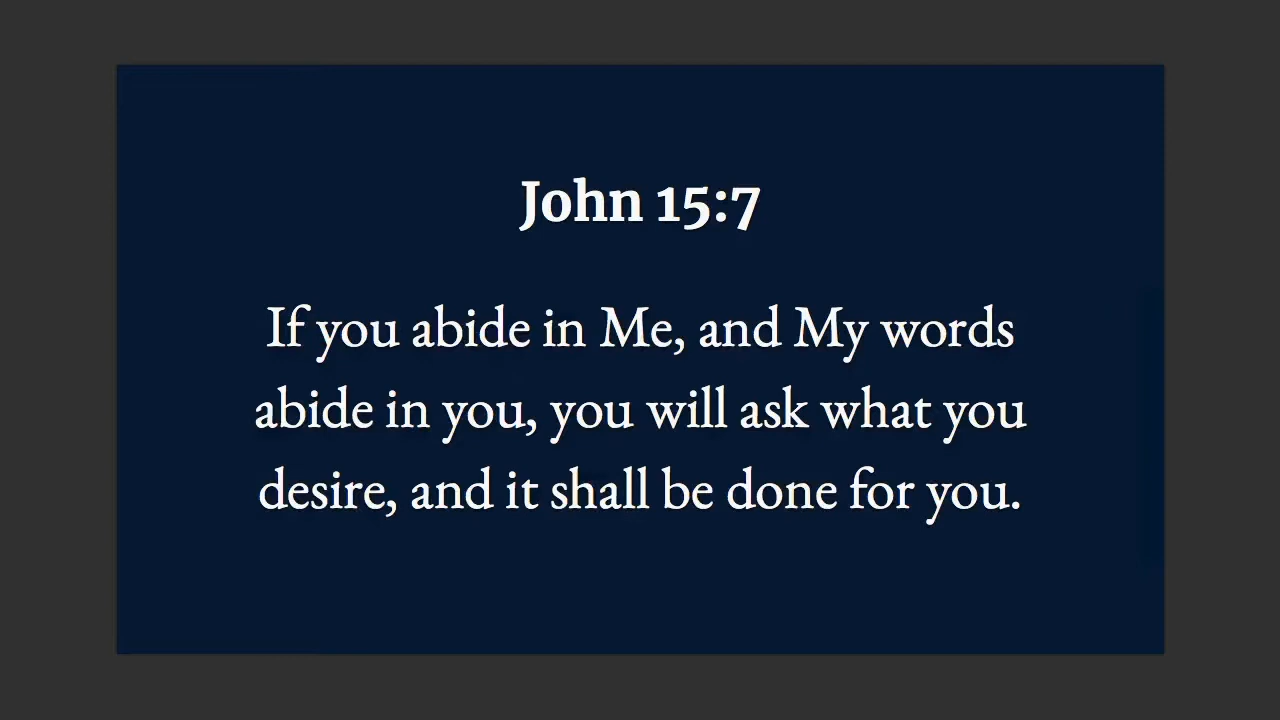 John 15:7
If you abide in Me, and My words
abide in you, you will ask what you
desire, and it shall be done for you.